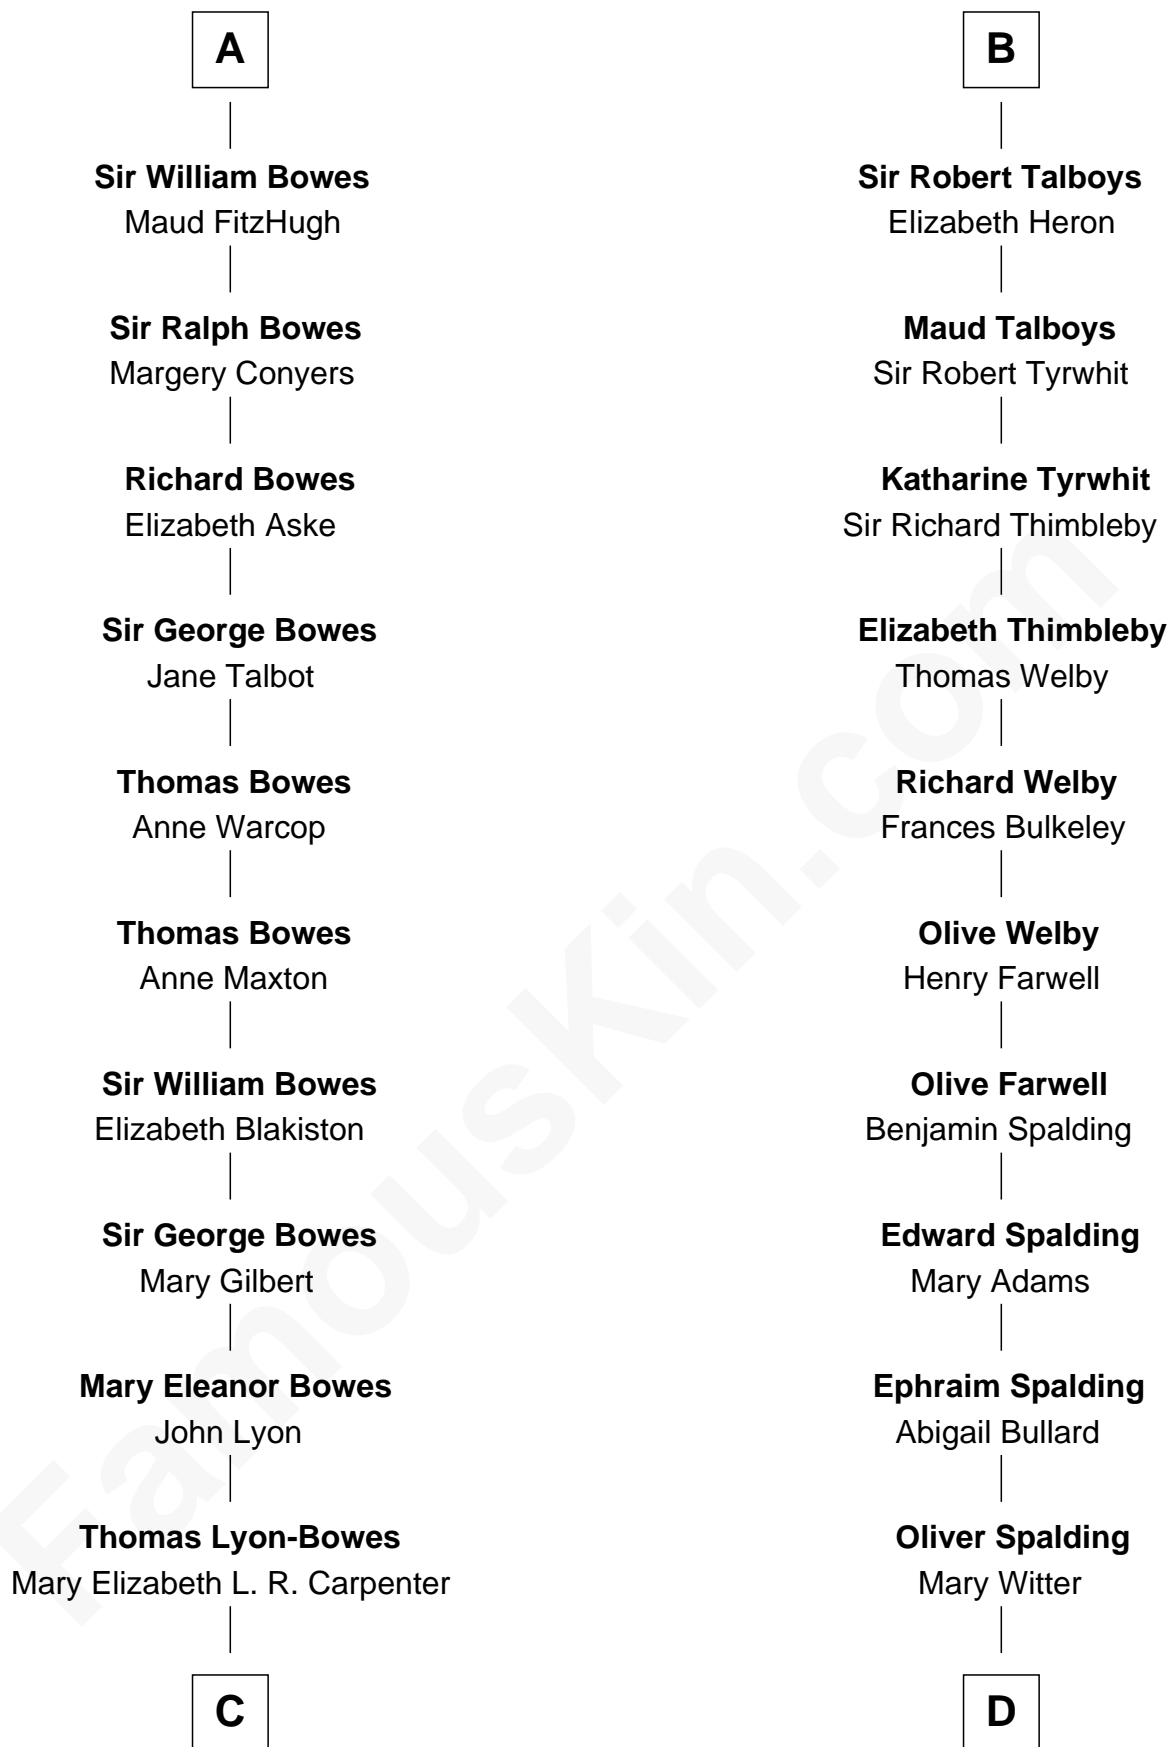 A
Sir William Bowes
Maud FitzHugh
Sir Ralph Bowes
Margery Conyers
Richard Bowes
Elizabeth Aske
Sir George Bowes
Jane Talbot
Thomas Bowes
Anne Warcop
Thomas Bowes
Anne Maxton
Sir William Bowes
Elizabeth Blakiston
Sir George Bowes
Mary Gilbert
Mary Eleanor Bowes
John Lyon
Thomas Lyon-Bowes
Mary Elizabeth L. R. Carpenter
C
B
Sir Robert Talboys
Elizabeth Heron
Maud Talboys
Sir Robert Tyrwhit
Katharine Tyrwhit
Sir Richard Thimbleby
Elizabeth Thimbleby
Thomas Welby
Richard Welby
Frances Bulkeley
Olive Welby
Henry Farwell
Olive Farwell
Benjamin Spalding
Edward Spalding
Mary Adams
Ephraim Spalding
Abigail Bullard
Oliver Spalding
Mary Witter
D
FamousKin.com